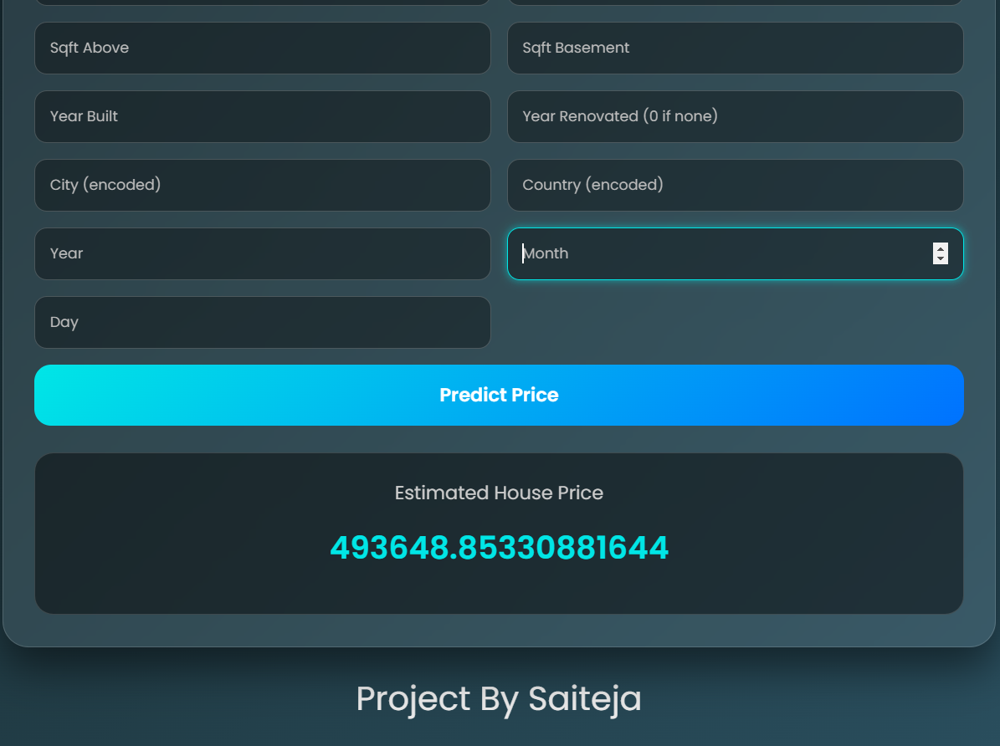 Sqft Above
Sqft Basement
Year Built
Year Renovated (0 if none)
City (encoded)
Country (encoded)
Year
Month
Day
Predict Price
Estimated House Price
493648.85330881644
Project By Saiteja